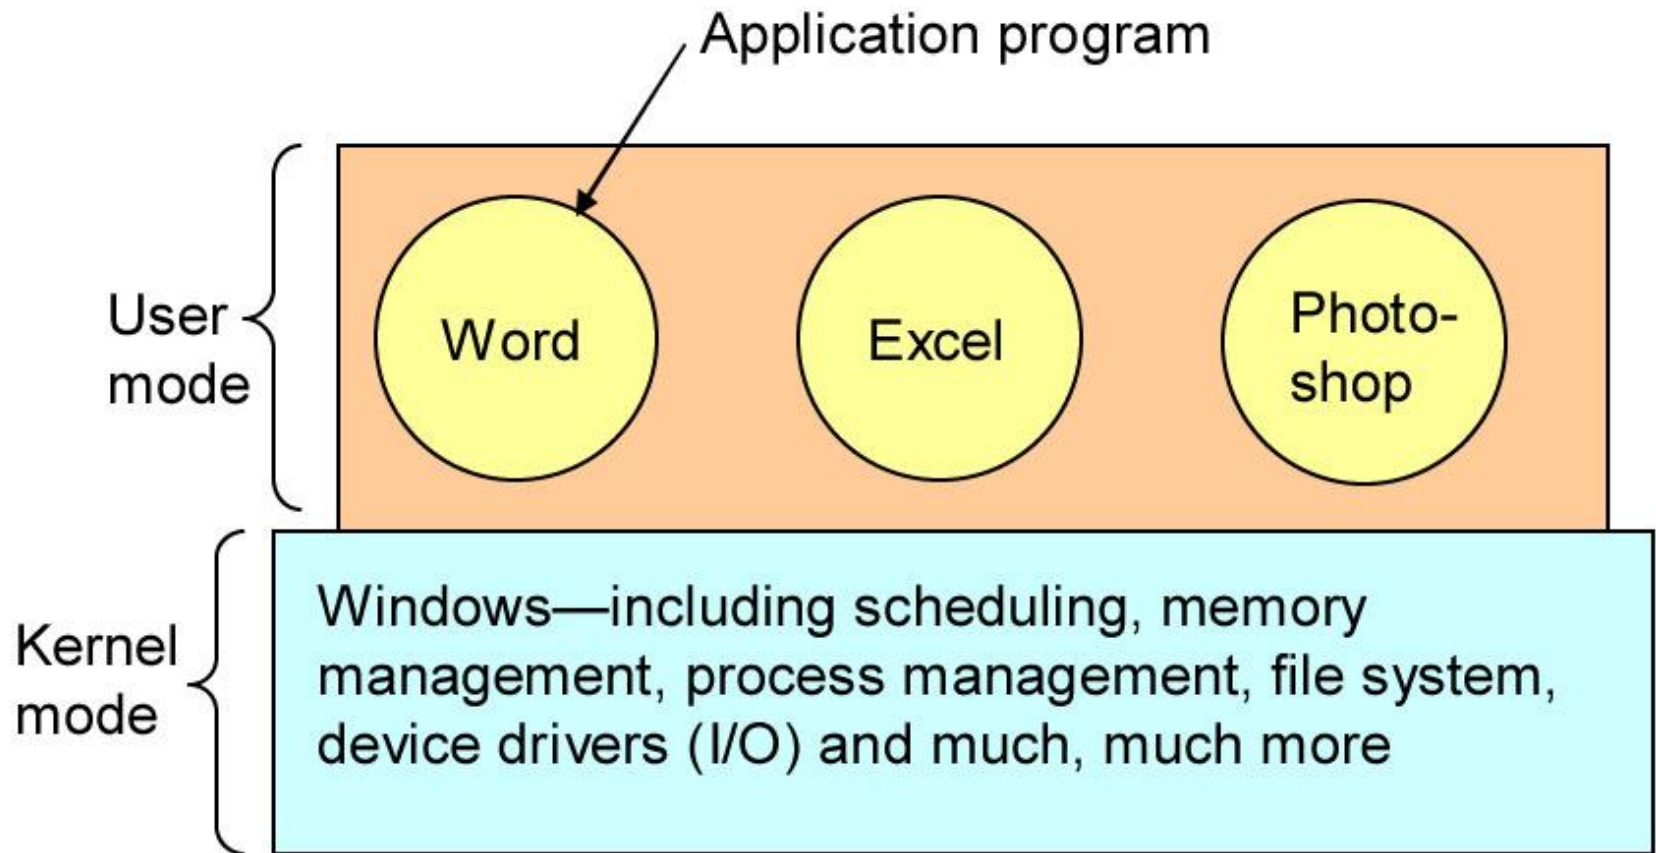 Application program
User
mode
Word
Excel
Photo-
shop
Kernel
mode
Windows—including scheduling, memory
management, process management, file system,
device drivers (I/O) and much, much more